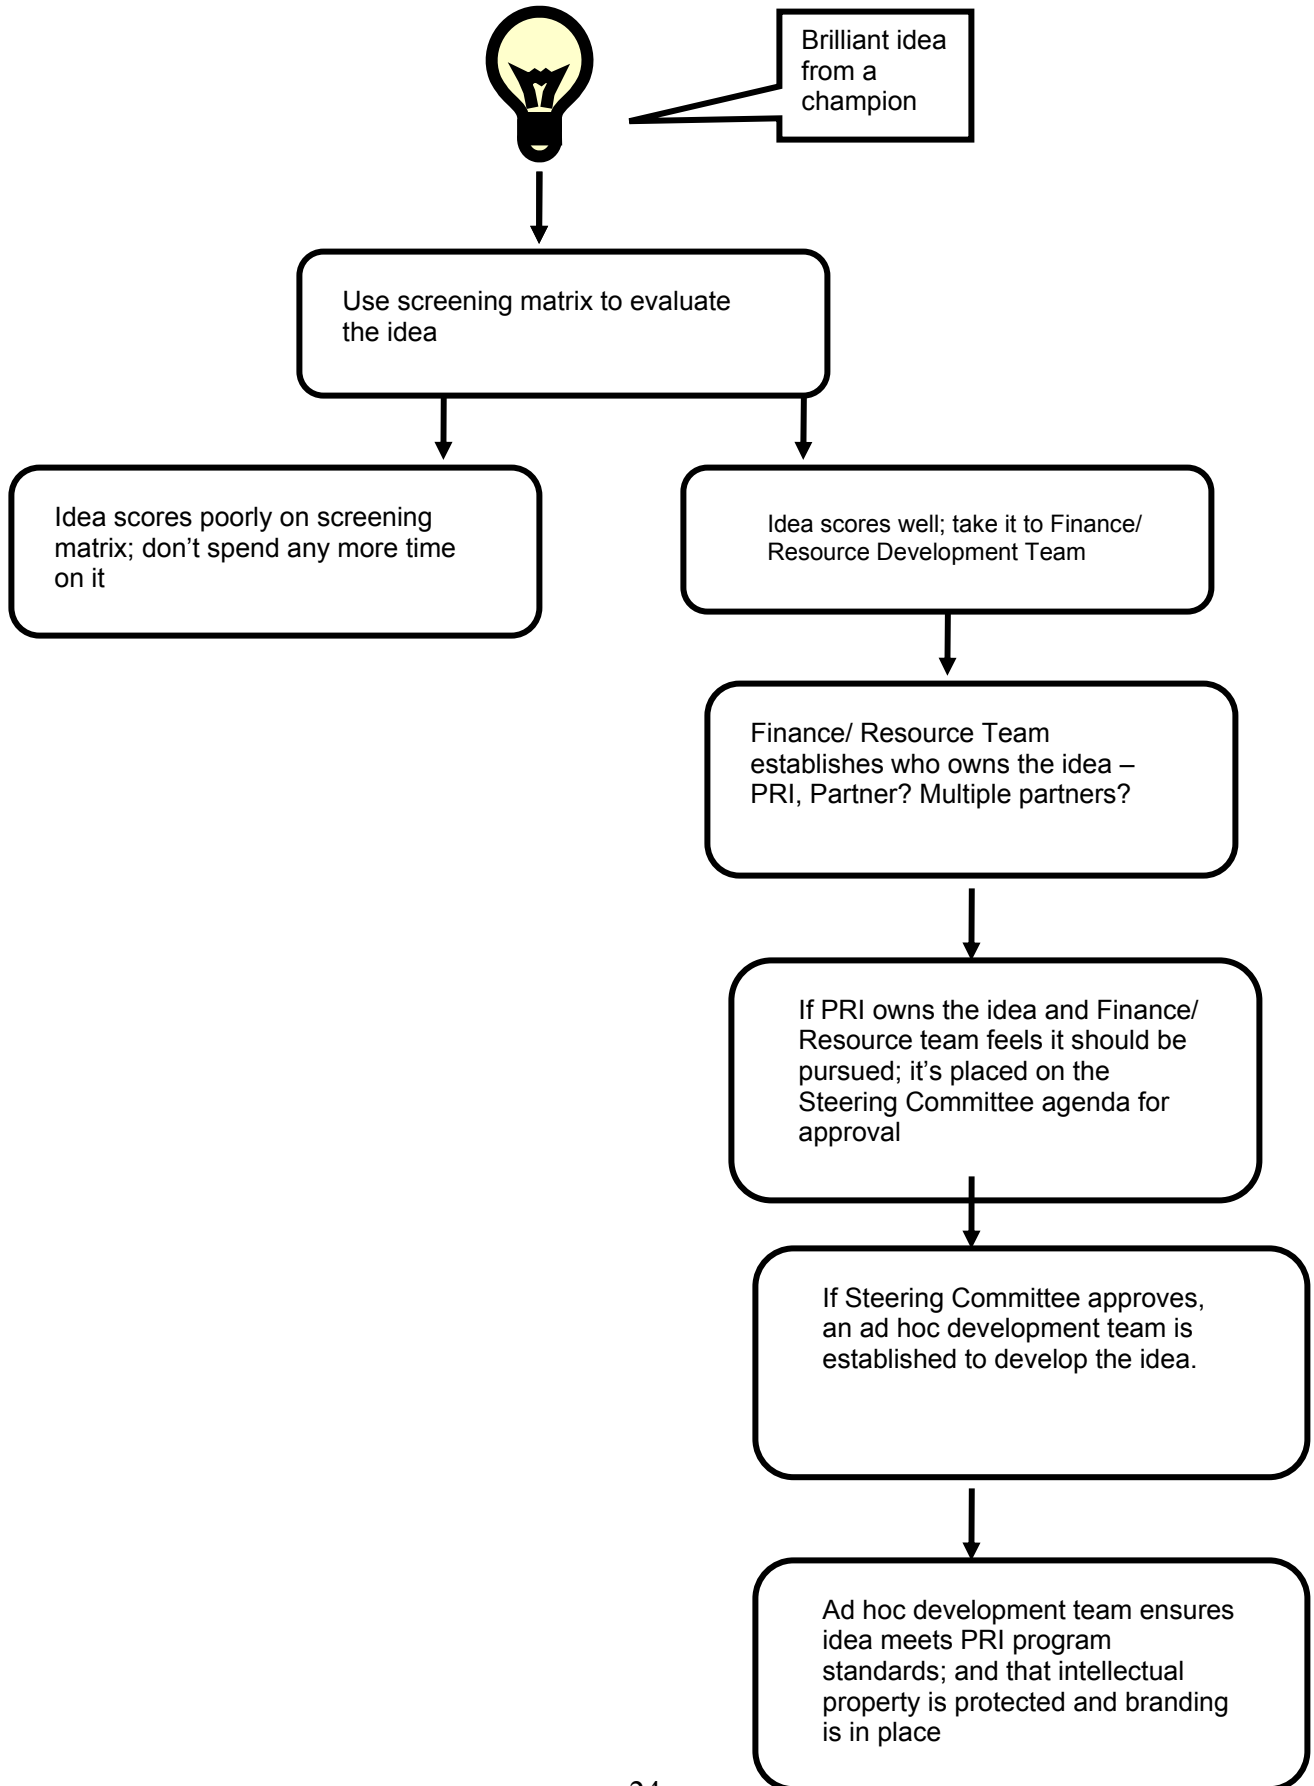 Brilliant idea
from a
champion
Use screening matrix to evaluate
the idea
Idea scores poorly on screening
matrix; don’t spend any more time
on it
Idea scores well; take it to Finance/
Resource Development Team
Finance/ Resource Team
establishes who owns the idea –
PRI, Partner? Multiple partners?
If PRI owns the idea and Finance/
Resource team feels it should be
pursued; it’s placed on the
Steering Committee agenda for
approval
If Steering Committee approves,
an ad hoc development team is
established to develop the idea.
Ad hoc development team ensures
idea meets PRI program
standards; and that intellectual
property is protected and branding
is in place